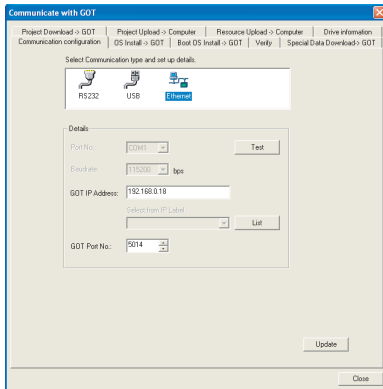 Communicate with GOT
Project Download -> GOT Project Upload -> Computer Resource Upload -> Computer Drive information
Communication configuration OS Install -> GOT Boot OS Install -> GOT Verify Special Data Download-> GOT
Select Communication type and set up details.
RS232 USB Ethernet
Details
Port No.: COM1 Test
Baudrate: 115200 bps
GOT IP Address: 192.168.0.18
Select from IP Label
List
GOT Port No.: 5014
Update
Close